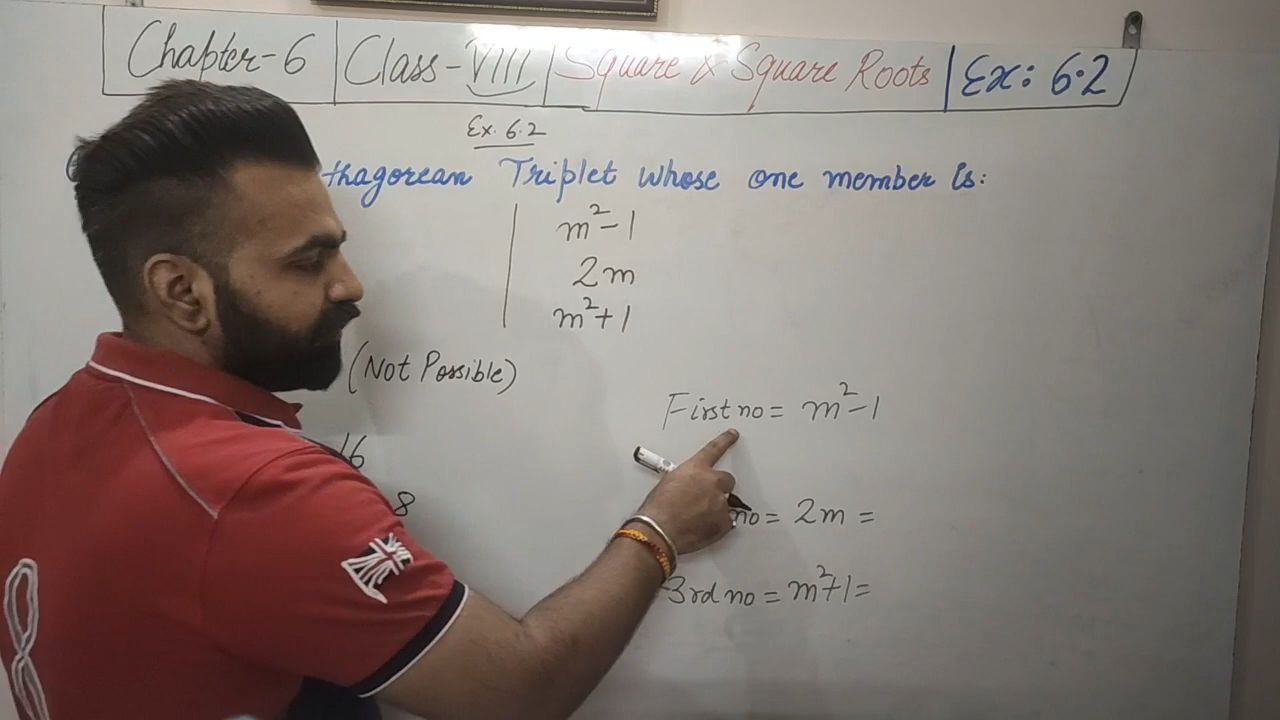 Chapter-6 | Class-VIII | Square & Square Roots | Ex: 6.2
Ex. 6.2
thagorean Triplet whose one member is:
m²-1
2m
m²+1
(Not Possible)
First no = m²-1
16
8
no = 2m =
3rd no = m²+1 =